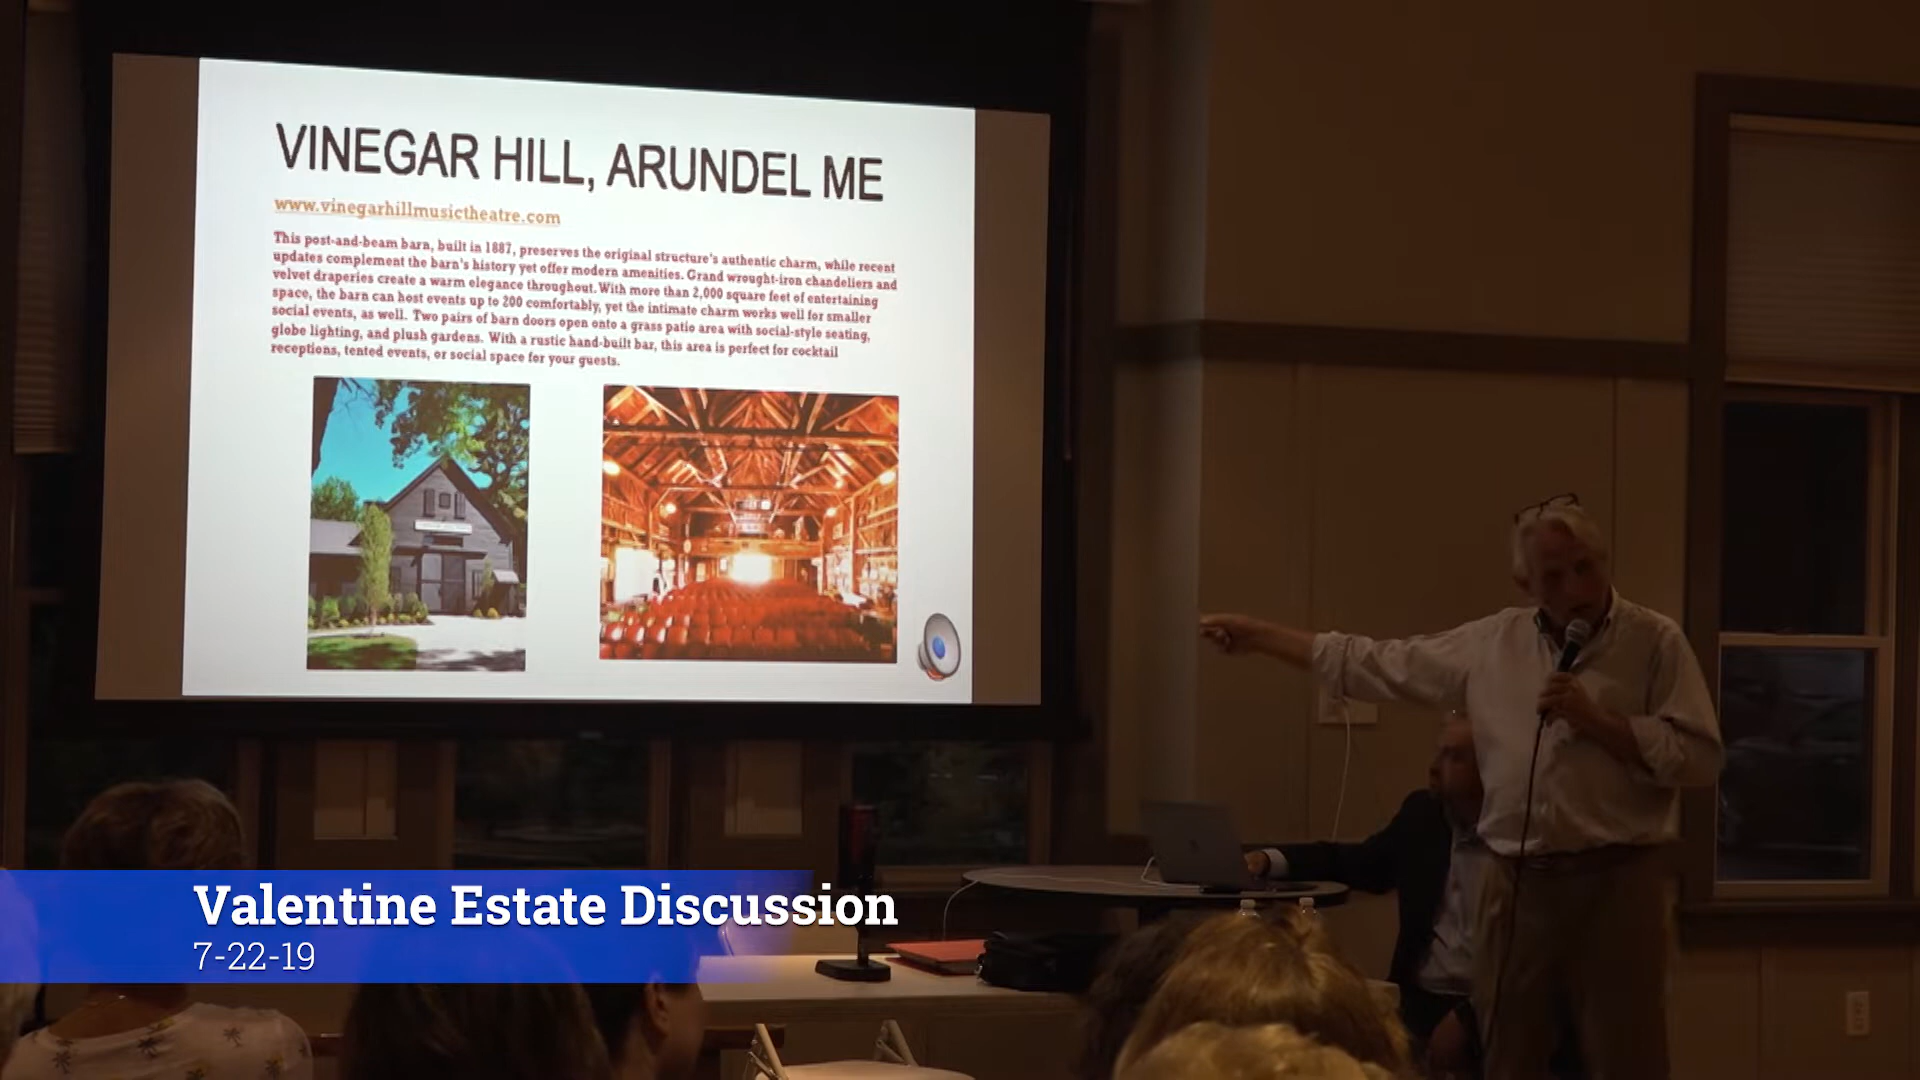 VINEGAR HILL, ARUNDEL ME
www.vinegarhillmusictheatre.com
This post-and-beam barn, built in 1887, preserves the original structure's authentic charm, while recent
updates complement the barn's history yet offer modern amenities. Grand wrought-iron chandeliers and
velvet draperies create a warm elegance throughout. With more than 2,000 square feet of entertaining
space, the barn can host events up to 200 comfortably, yet the intimate charm works well for smaller
social events, as well. Two pairs of barn doors open onto a grass patio area with social-style seating,
globe lighting, and plush gardens. With a rustic hand-built bar, this area is perfect for cocktail
receptions, tented events, or social space for your guests.
Valentine Estate Discussion
7-22-19